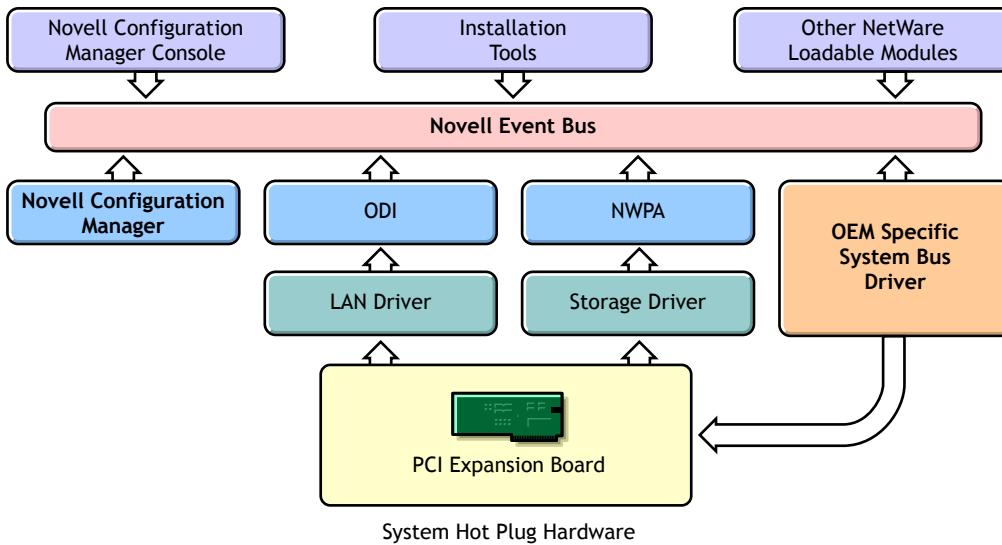 Novell Configuration
Manager Console
Installation
Tools
Other NetWare
Loadable Modules
Novell Event Bus
Novell Configuration
Manager
ODI
NWPA
OEM Specific
System Bus
Driver
LAN Driver
Storage Driver
PCI Expansion Board
System Hot Plug Hardware